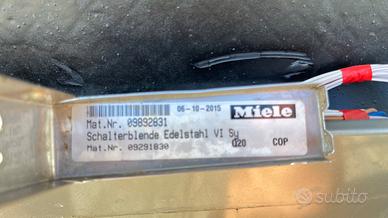 06-10-2015
Miele
Mat.Nr. 09892831
Schalterblende Edelstahl VI Sy
Mat.Nr. 09291830
020 COP
subito